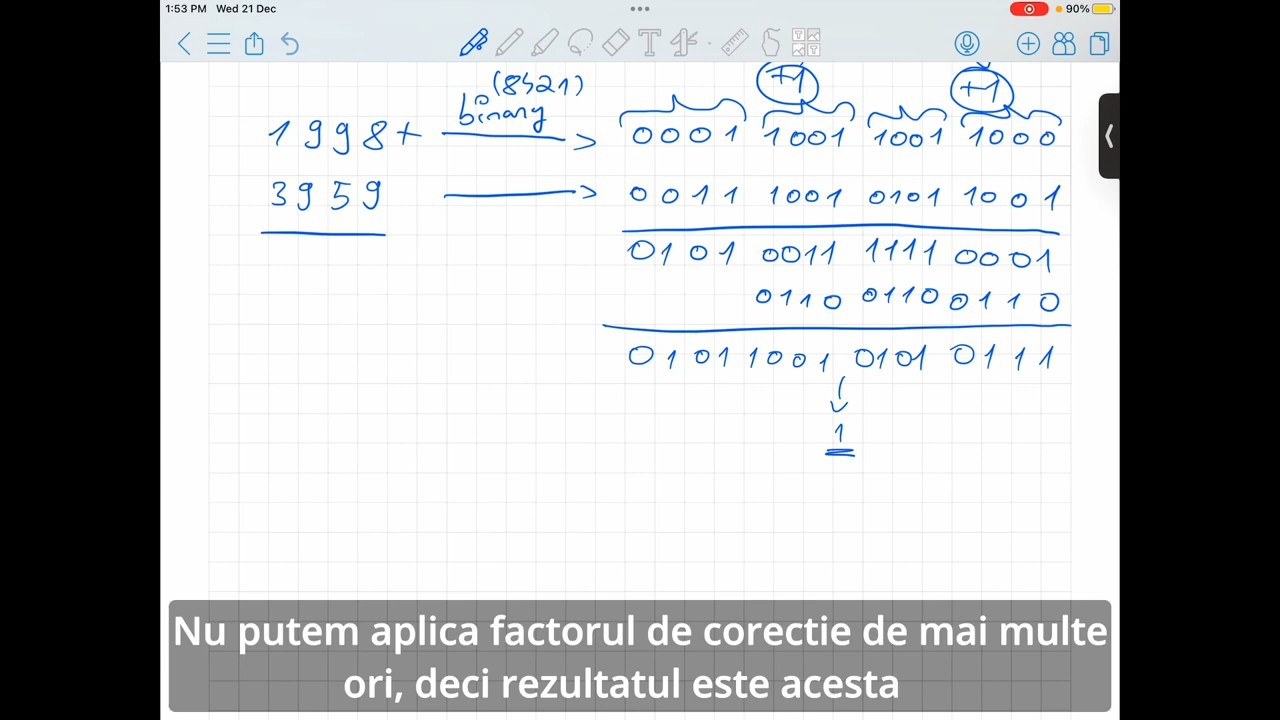 1:53 PM Wed 21 Dec
90%
(8421) +1 +1
binary
1998+ 0001 1001 1001 1000
3959 0011 1001 0101 1001
0101 0011 1111 0001
0110 0110 0110
0101 1001 0101 0111
1
Nu putem aplica factorul de corectie de mai multe
ori, deci rezultatul este acesta